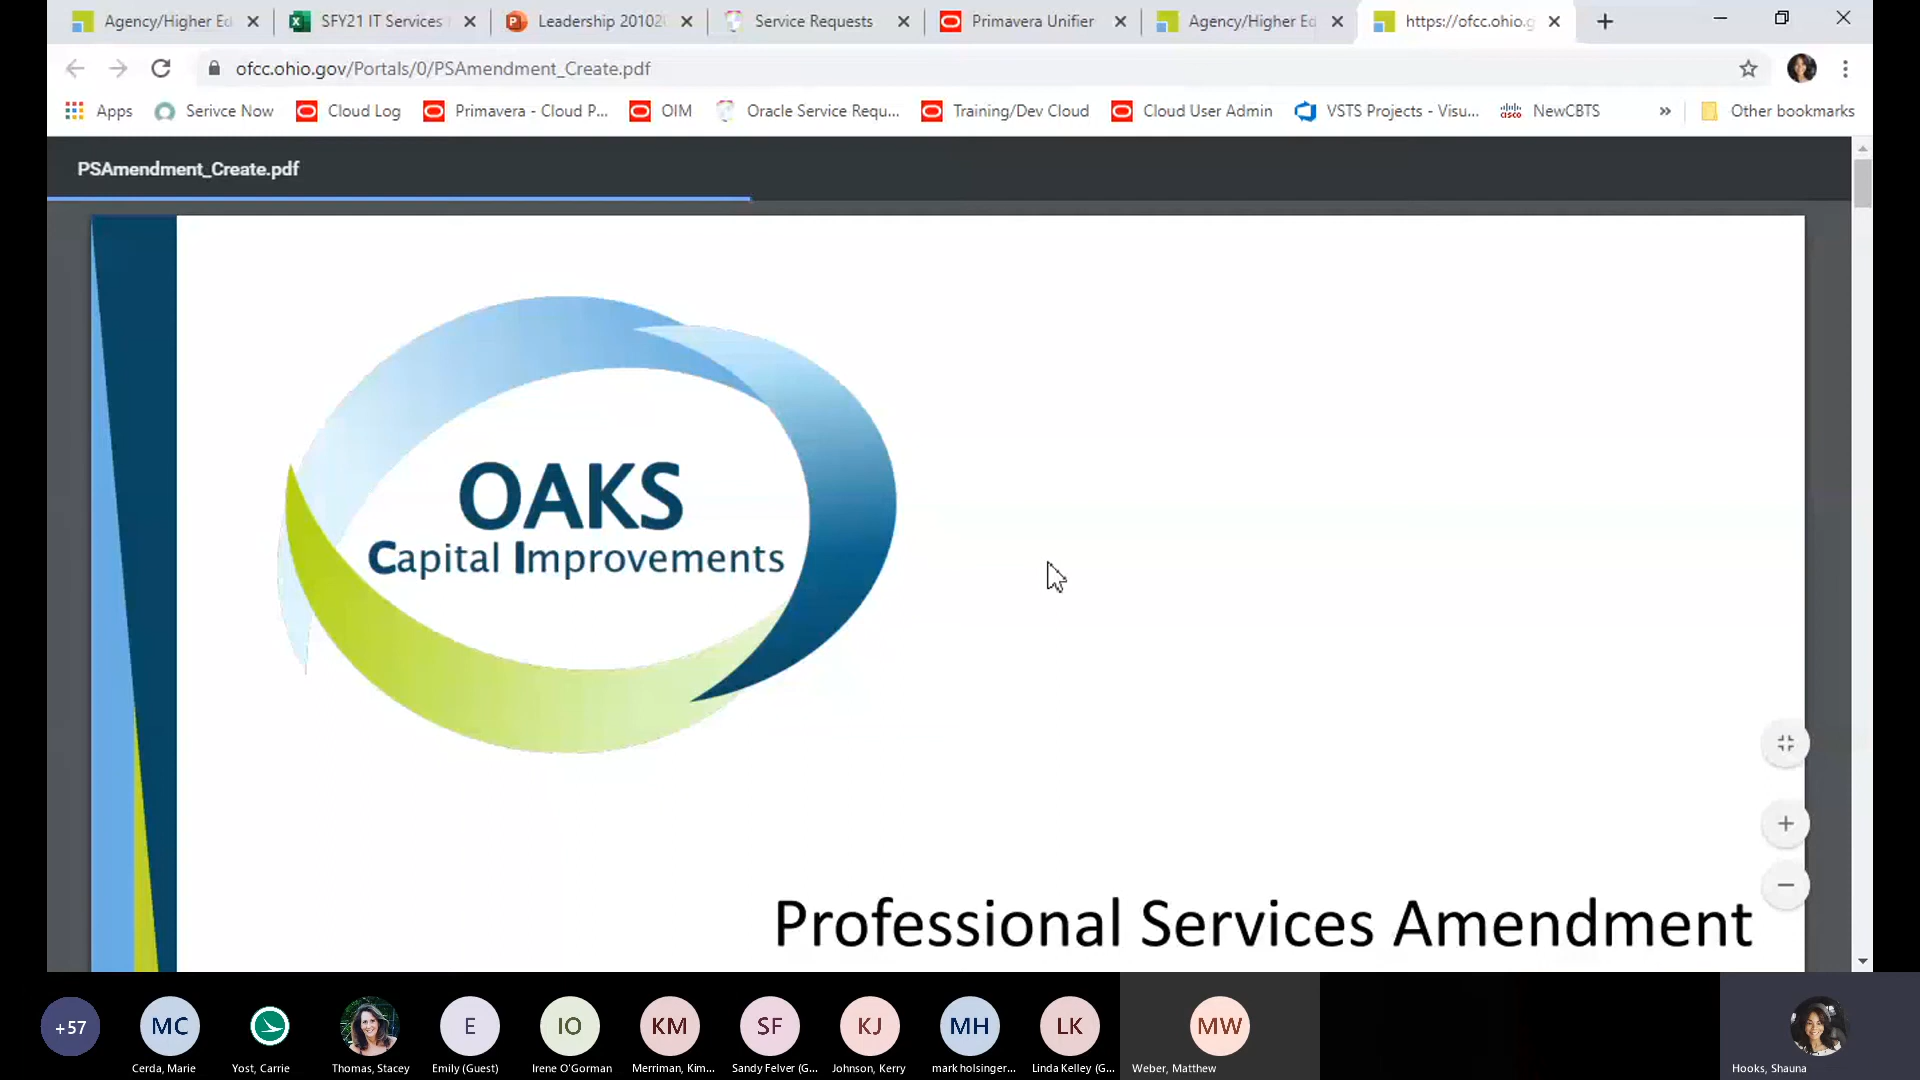 Agency/Higher Ed
SFY21 IT Services
Leadership 20102
Service Requests
Primavera Unifier
Agency/Higher Ed
https://ofcc.ohio.g
ofcc.ohio.gov/Portals/0/PSAmendment_Create.pdf
Apps
Serivce Now
Cloud Log
Primavera - Cloud P...
OIM
Oracle Service Requ...
Training/Dev Cloud
Cloud User Admin
VSTS Projects - Visu...
cisco
NewCBTS
»
Other bookmarks
PSAmendment_Create.pdf
OAKS
Capital Improvements
Professional Services Amendment
+57
MC
E
IO
KM
SF
KJ
MH
LK
MW
Cerda, Marie
Yost, Carrie
Thomas, Stacey
Emily (Guest)
Irene O'Gorman
Merriman, Kim...
Sandy Felver (G...
Johnson, Kerry
mark holsinger...
Linda Kelley (G...
Weber, Matthew
Hooks, Shauna